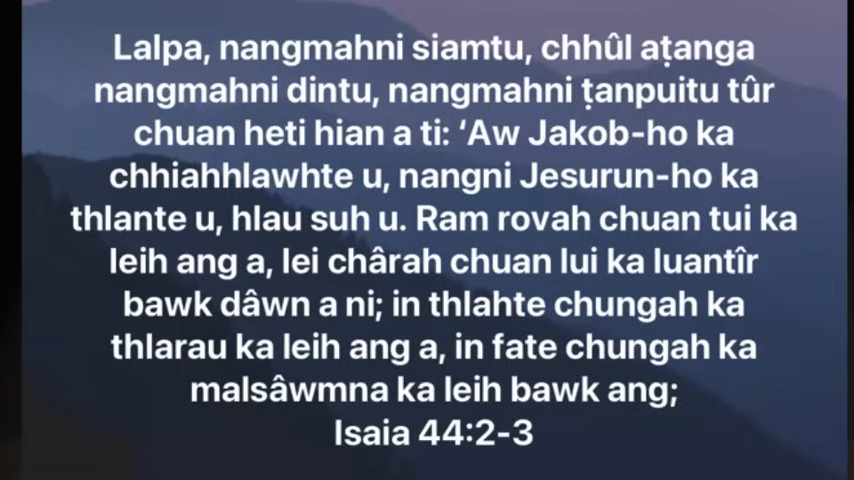 Lalpa, nangmahni siamtu, chhûl aṭanga
nangmahni dintu, nangmahni ṭanpuitu tûr
chuan heti hian a ti: ‘Aw Jakob-ho ka
chhiahhlawhte u, nangni Jesurun-ho ka
thlante u, hlau suh u. Ram rovah chuan tui ka
leih ang a, lei chârah chuan lui ka luantîr
bawk dâwn a ni; in thlahte chungah ka
thlarau ka leih ang a, in fate chungah ka
malsâwmna ka leih bawk ang;
Isaia 44:2-3